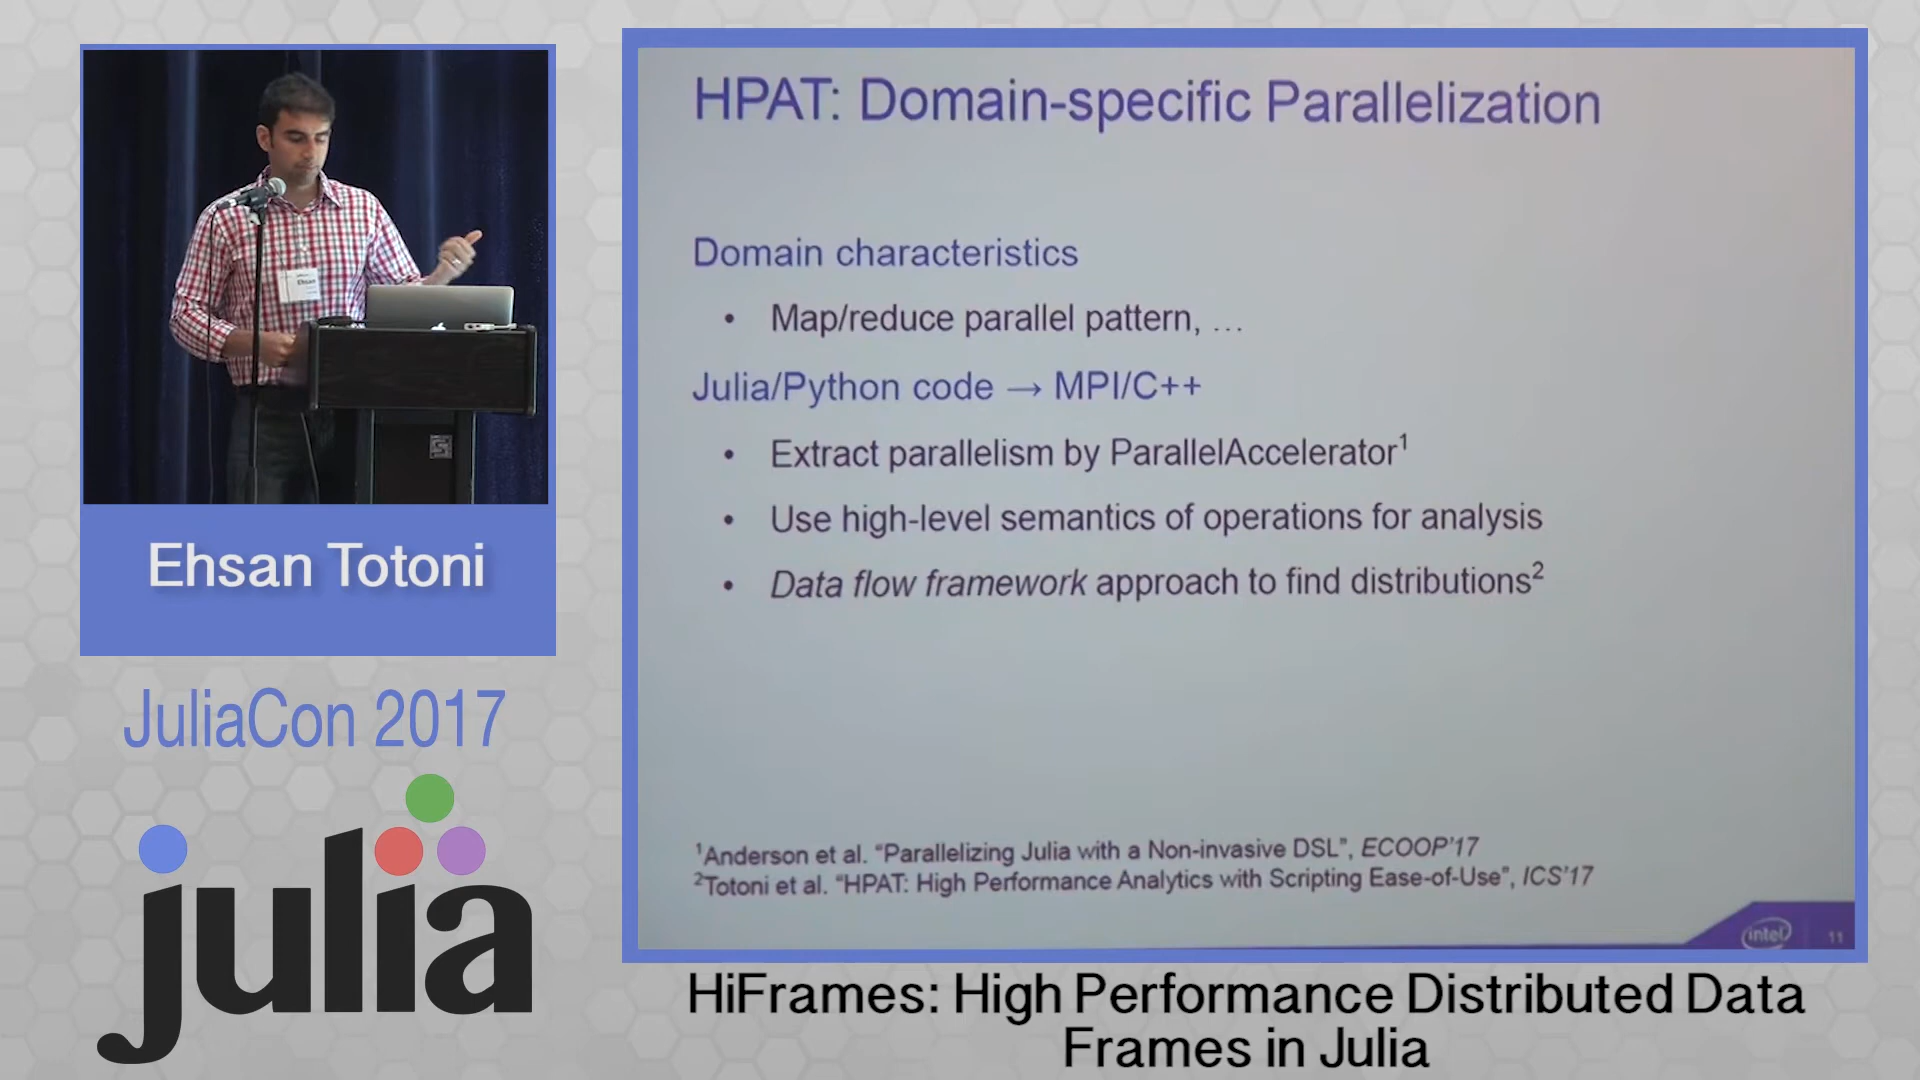 HPAT: Domain-specific Parallelization
Domain characteristics
• Map/reduce parallel pattern, …
Julia/Python code → MPI/C++
• Extract parallelism by ParallelAccelerator¹
• Use high-level semantics of operations for analysis
• Data flow framework approach to find distributions²
¹Anderson et al. “Parallelizing Julia with a Non-invasive DSL”, ECOOP’17
²Totoni et al. “HPAT: High Performance Analytics with Scripting Ease-of-Use”, ICS’17
intel 11
Ehsan
Ehsan Totoni
JuliaCon 2017
julia
HiFrames: High Performance Distributed Data
Frames in Julia